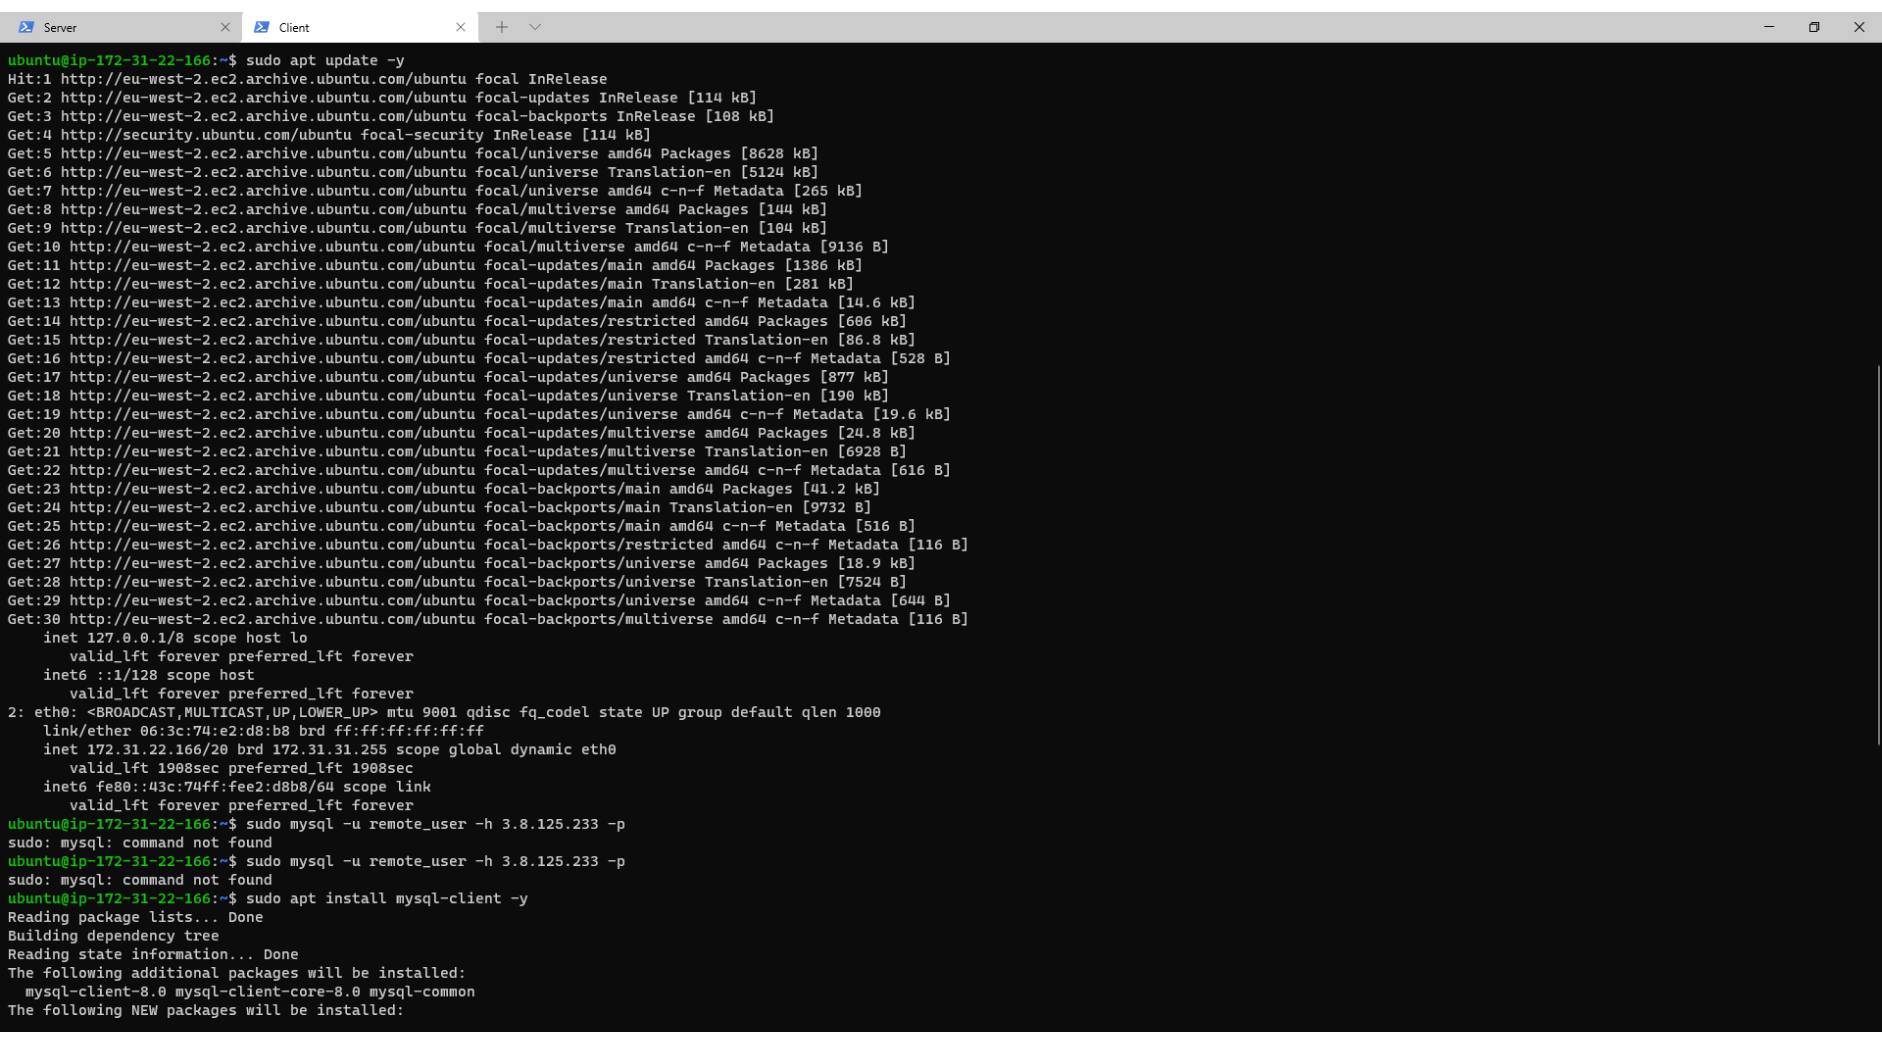 Server
Client
ubuntu@ip-172-31-22-166:~$ sudo apt update -y
Hit:1 http://eu-west-2.ec2.archive.ubuntu.com/ubuntu focal InRelease
Get:2 http://eu-west-2.ec2.archive.ubuntu.com/ubuntu focal-updates InRelease [114 kB]
Get:3 http://eu-west-2.ec2.archive.ubuntu.com/ubuntu focal-backports InRelease [108 kB]
Get:4 http://security.ubuntu.com/ubuntu focal-security InRelease [114 kB]
Get:5 http://eu-west-2.ec2.archive.ubuntu.com/ubuntu focal/universe amd64 Packages [8628 kB]
Get:6 http://eu-west-2.ec2.archive.ubuntu.com/ubuntu focal/universe Translation-en [5124 kB]
Get:7 http://eu-west-2.ec2.archive.ubuntu.com/ubuntu focal/universe amd64 c-n-f Metadata [265 kB]
Get:8 http://eu-west-2.ec2.archive.ubuntu.com/ubuntu focal/multiverse amd64 Packages [144 kB]
Get:9 http://eu-west-2.ec2.archive.ubuntu.com/ubuntu focal/multiverse Translation-en [104 kB]
Get:10 http://eu-west-2.ec2.archive.ubuntu.com/ubuntu focal/multiverse amd64 c-n-f Metadata [9136 B]
Get:11 http://eu-west-2.ec2.archive.ubuntu.com/ubuntu focal-updates/main amd64 Packages [1386 kB]
Get:12 http://eu-west-2.ec2.archive.ubuntu.com/ubuntu focal-updates/main Translation-en [281 kB]
Get:13 http://eu-west-2.ec2.archive.ubuntu.com/ubuntu focal-updates/main amd64 c-n-f Metadata [14.6 kB]
Get:14 http://eu-west-2.ec2.archive.ubuntu.com/ubuntu focal-updates/restricted amd64 Packages [606 kB]
Get:15 http://eu-west-2.ec2.archive.ubuntu.com/ubuntu focal-updates/restricted Translation-en [86.8 kB]
Get:16 http://eu-west-2.ec2.archive.ubuntu.com/ubuntu focal-updates/restricted amd64 c-n-f Metadata [528 B]
Get:17 http://eu-west-2.ec2.archive.ubuntu.com/ubuntu focal-updates/universe amd64 Packages [877 kB]
Get:18 http://eu-west-2.ec2.archive.ubuntu.com/ubuntu focal-updates/universe Translation-en [190 kB]
Get:19 http://eu-west-2.ec2.archive.ubuntu.com/ubuntu focal-updates/universe amd64 c-n-f Metadata [19.6 kB]
Get:20 http://eu-west-2.ec2.archive.ubuntu.com/ubuntu focal-updates/multiverse amd64 Packages [24.8 kB]
Get:21 http://eu-west-2.ec2.archive.ubuntu.com/ubuntu focal-updates/multiverse Translation-en [6928 B]
Get:22 http://eu-west-2.ec2.archive.ubuntu.com/ubuntu focal-updates/multiverse amd64 c-n-f Metadata [616 B]
Get:23 http://eu-west-2.ec2.archive.ubuntu.com/ubuntu focal-backports/main amd64 Packages [41.2 kB]
Get:24 http://eu-west-2.ec2.archive.ubuntu.com/ubuntu focal-backports/main Translation-en [9732 B]
Get:25 http://eu-west-2.ec2.archive.ubuntu.com/ubuntu focal-backports/main amd64 c-n-f Metadata [516 B]
Get:26 http://eu-west-2.ec2.archive.ubuntu.com/ubuntu focal-backports/restricted amd64 c-n-f Metadata [116 B]
Get:27 http://eu-west-2.ec2.archive.ubuntu.com/ubuntu focal-backports/universe amd64 Packages [18.9 kB]
Get:28 http://eu-west-2.ec2.archive.ubuntu.com/ubuntu focal-backports/universe Translation-en [7524 B]
Get:29 http://eu-west-2.ec2.archive.ubuntu.com/ubuntu focal-backports/universe amd64 c-n-f Metadata [644 B]
Get:30 http://eu-west-2.ec2.archive.ubuntu.com/ubuntu focal-backports/multiverse amd64 c-n-f Metadata [116 B]
    inet 127.0.0.1/8 scope host lo
       valid_lft forever preferred_lft forever
    inet6 ::1/128 scope host
       valid_lft forever preferred_lft forever
2: eth0: <BROADCAST,MULTICAST,UP,LOWER_UP> mtu 9001 qdisc fq_codel state UP group default qlen 1000
    link/ether 06:3c:74:e2:d8:b8 brd ff:ff:ff:ff:ff:ff
    inet 172.31.22.166/20 brd 172.31.31.255 scope global dynamic eth0
       valid_lft 1908sec preferred_lft 1908sec
    inet6 fe80::43c:74ff:fee2:d8b8/64 scope link
       valid_lft forever preferred_lft forever
ubuntu@ip-172-31-22-166:~$ sudo mysql -u remote_user -h 3.8.125.233 -p
sudo: mysql: command not found
ubuntu@ip-172-31-22-166:~$ sudo mysql -u remote_user -h 3.8.125.233 -p
sudo: mysql: command not found
ubuntu@ip-172-31-22-166:~$ sudo apt install mysql-client -y
Reading package lists... Done
Building dependency tree
Reading state information... Done
The following additional packages will be installed:
  mysql-client-8.0 mysql-client-core-8.0 mysql-common
The following NEW packages will be installed: